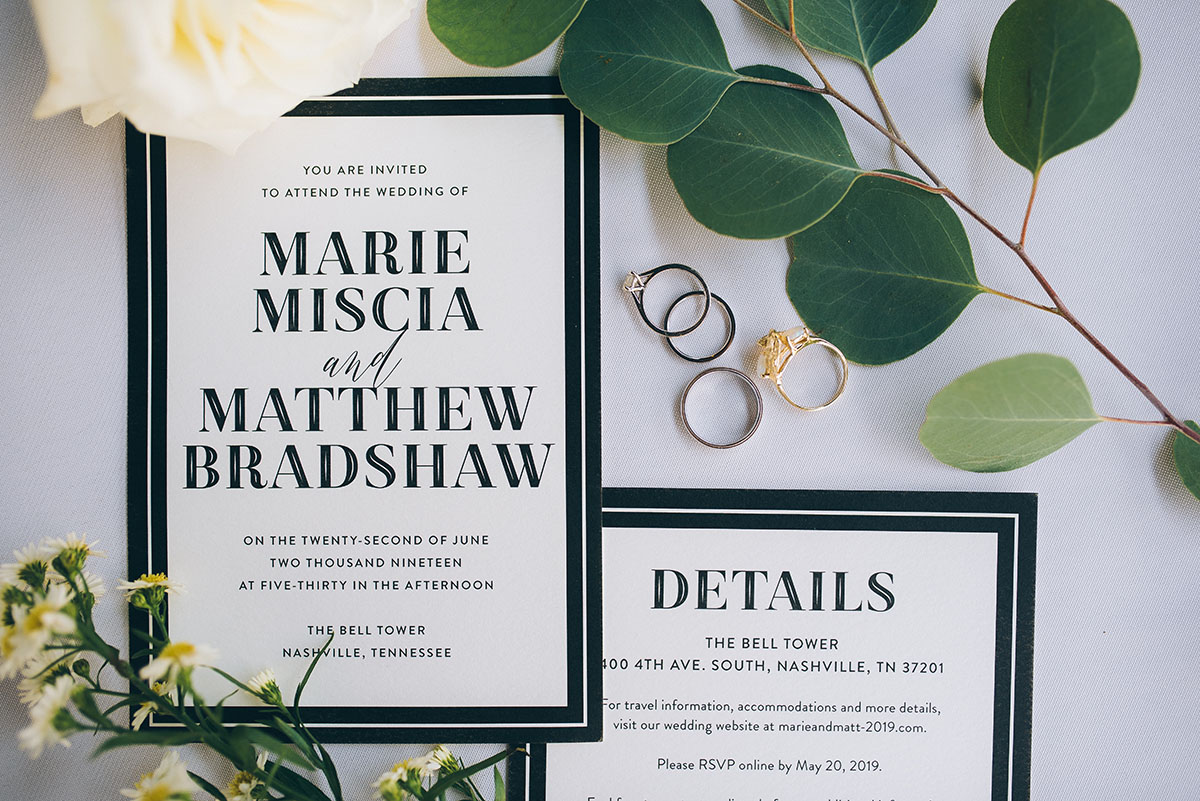 YOU ARE INVITED
TO ATTEND THE WEDDING OF
MARIE
MISCIA
and
MATTHEW
BRADSHAW
ON THE TWENTY-SECOND OF JUNE
TWO THOUSAND NINETEEN
AT FIVE-THIRTY IN THE AFTERNOON
THE BELL TOWER
NASHVILLE, TENNESSEE
DETAILS
THE BELL TOWER
400 4TH AVE. SOUTH, NASHVILLE, TN 37201
For travel information, accommodations and more details,
visit our wedding website at marieandmatt-2019.com.
Please RSVP online by May 20, 2019.